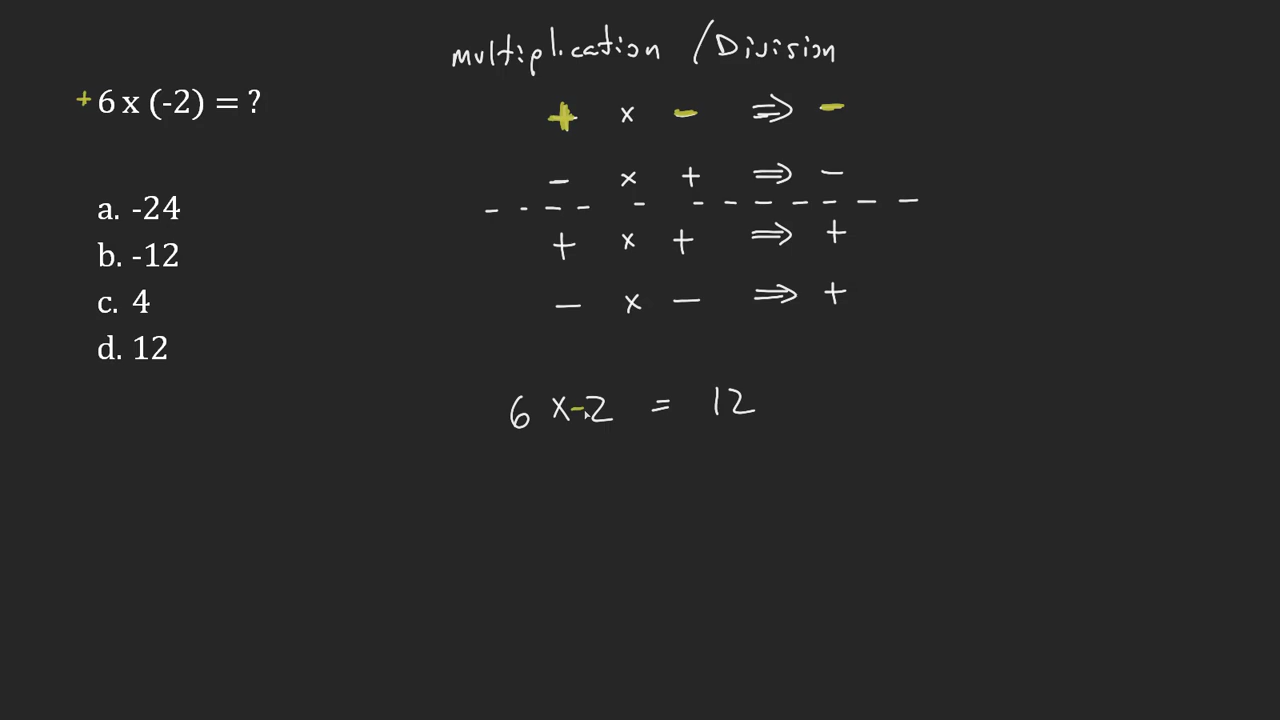 multiplication / Division
+6 x (-2) = ?
+ x - ⇒ -
- x + ⇒ -
+ x + ⇒ +
- x - ⇒ +
a. -24
b. -12
c. 4
d. 12
6 x -2 = 12